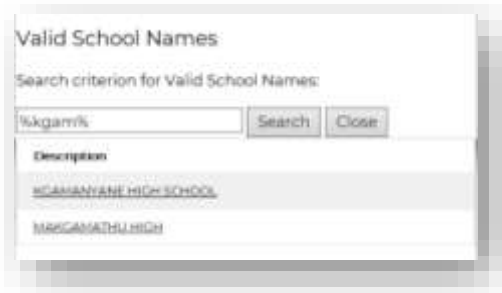 Valid School Names
Search criterion for Valid School Names:
%kgam% Search Close
Description
KGAMANYANE HIGH SCHOOL
MAKGAMATHU HIGH